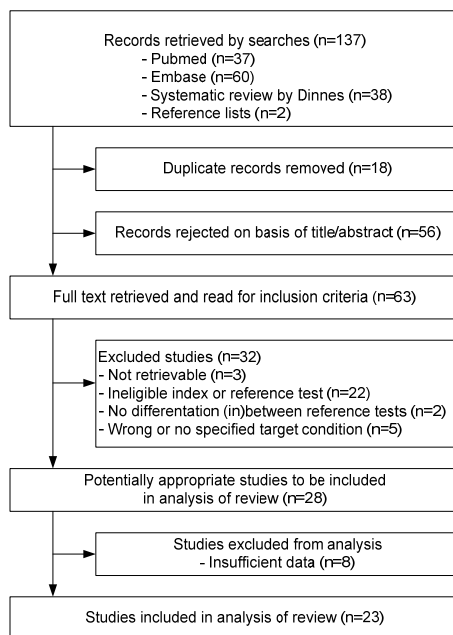 Records retrieved by searches (n=137)
- Pubmed (n=37)
- Embase (n=60)
- Systematic review by Dinnes (n=38)
- Reference lists (n=2)
Duplicate records removed (n=18)
Records rejected on basis of title/abstract (n=56)
Full text retrieved and read for inclusion criteria (n=63)
Excluded studies (n=32)
- Not retrievable (n=3)
- Ineligible index or reference test (n=22)
- No differentation (in)between reference tests (n=2)
- Wrong or no specified target condition (n=5)
Potentially appropriate studies to be included
in analysis of review (n=28)
Studies excluded from analysis
- Insufficient data (n=8)
Studies included in analysis of review (n=23)